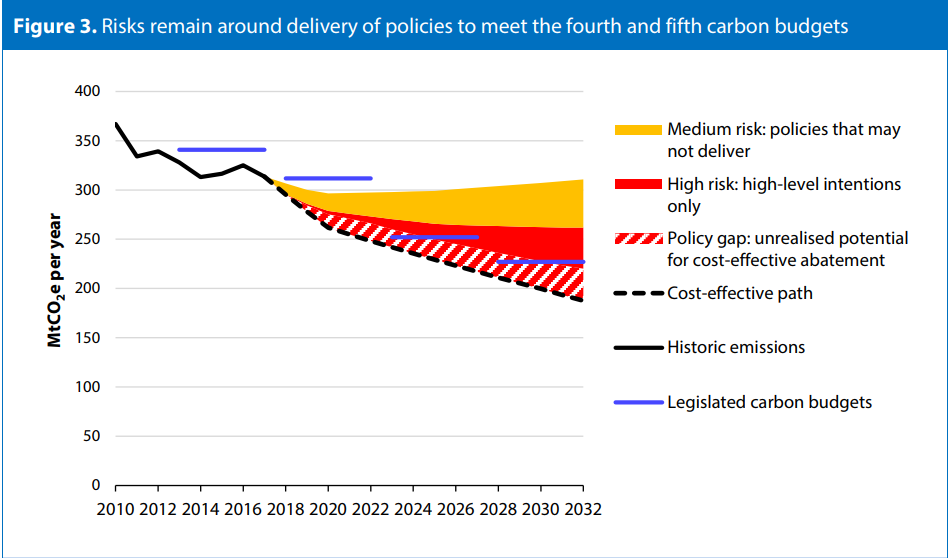 Figure 3. Risks remain around delivery of policies to meet the fourth and fifth carbon budgets
MtCO₂e per year
400
350
300
250
200
150
100
50
0
2010 2012 2014 2016 2018 2020 2022 2024 2026 2028 2030 2032
Medium risk: policies that may
not deliver
High risk: high-level intentions
only
Policy gap: unrealised potential
for cost-effective abatement
Cost-effective path
Historic emissions
Legislated carbon budgets